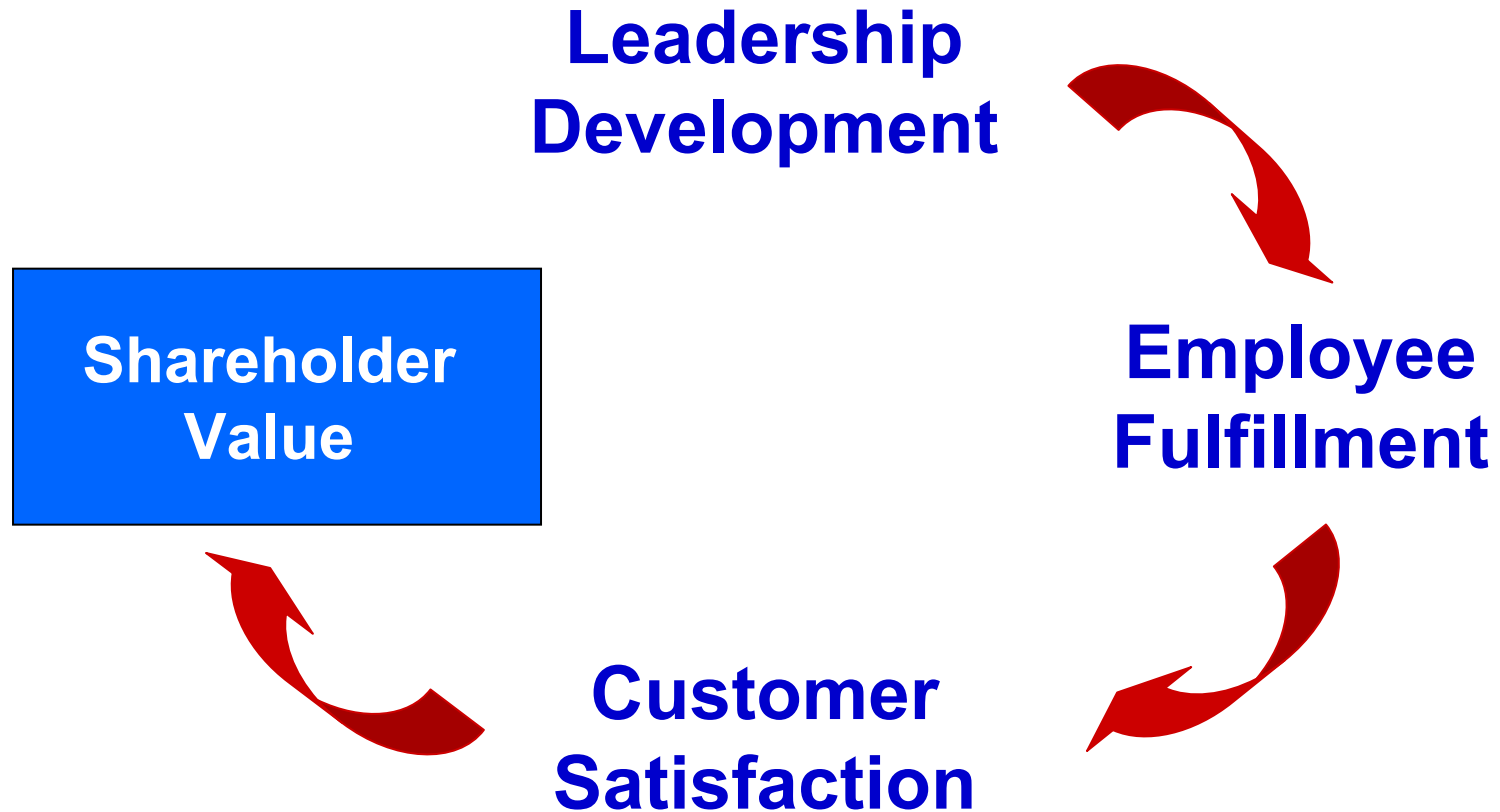 Leadership
Development
Employee
Fulfillment
Customer
Satisfaction
Shareholder
Value